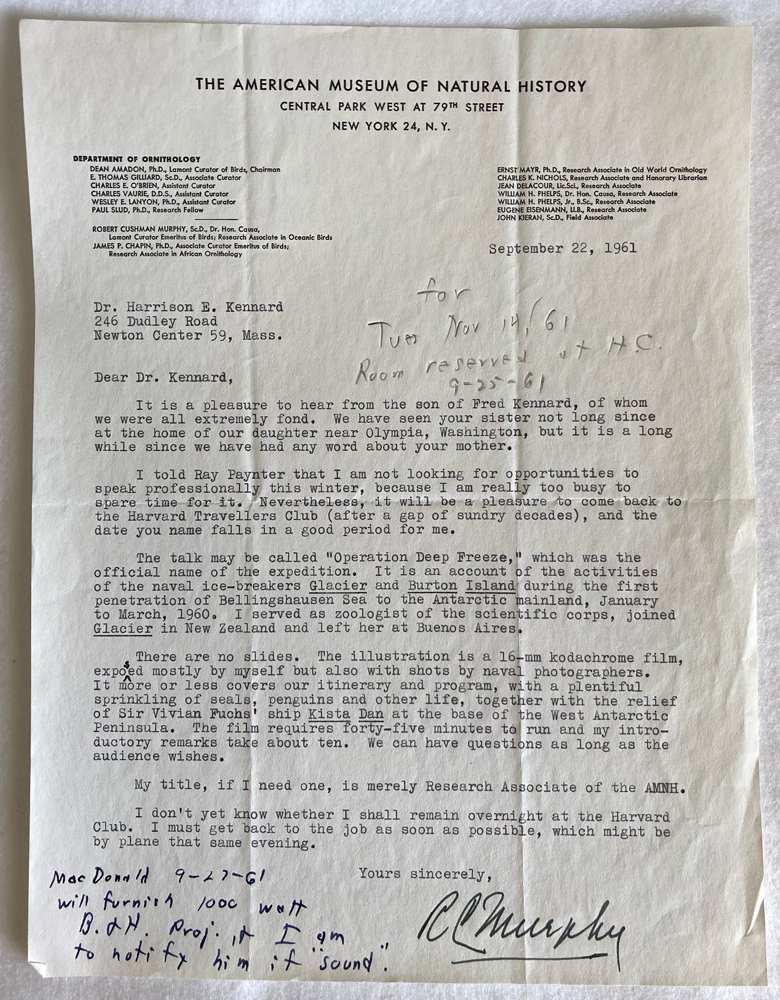 THE AMERICAN MUSEUM OF NATURAL HISTORY
CENTRAL PARK WEST AT 79TH STREET
NEW YORK 24, N. Y.
DEPARTMENT OF ORNITHOLOGY
DEAN AMADON, Ph.D., Lamont Curator of Birds, Chairman
E. THOMAS GILLIARD, Sc.D., Associate Curator
CHARLES E. O'BRIEN, Assistant Curator
CHARLES VAURIE, D.D.S., Assistant Curator
WESLEY E. LANYON, Ph.D., Assistant Curator
PAUL SLUD, Ph.D., Research Fellow
ROBERT CUSHMAN MURPHY, Sc.D., Dr. Hon. Causa,
Lamont Curator Emeritus of Birds; Research Associate in Oceanic Birds
JAMES P. CHAPIN, Ph.D., Associate Curator Emeritus of Birds;
Research Associate in African Ornithology
ERNST MAYR, Ph.D., Research Associate in Old World Ornithology
CHARLES K. NICHOLS, Research Associate and Honorary Librarian
JEAN DELACOUR, Lic.Sci., Research Associate
WILLIAM H. PHELPS, Dr. Hon. Causa, Research Associate
WILLIAM H. PHELPS, Jr., B.Sc., Research Associate
EUGENE EISENMANN, LL.B., Research Associate
JOHN KIERAN, Sc.D., Field Associate
September 22, 1961
for
Tues Nov 14/61
Room reserved at H.C.
9-25-61
Dr. Harrison E. Kennard
246 Dudley Road
Newton Center 59, Mass.
Dear Dr. Kennard,
It is a pleasure to hear from the son of Fred Kennard, of whom
we were all extremely fond. We have seen your sister not long since
at the home of our daughter near Olympia, Washington, but it is a long
while since we have had any word about your mother.
I told Ray Paynter that I am not looking for opportunities to
speak professionally this winter, because I am really too busy to
spare time for it. Nevertheless, it will be a pleasure to come back to
the Harvard Travellers Club (after a gap of sundry decades), and the
date you name falls in a good period for me.
The talk may be called "Operation Deep Freeze," which was the
official name of the expedition. It is an account of the activities
of the naval ice-breakers Glacier and Burton Island during the first
penetration of Bellingshausen Sea to the Antarctic mainland, January
to March, 1960. I served as zoologist of the scientific corps, joined
Glacier in New Zealand and left her at Buenos Aires.
There are no slides. The illustration is a 16-mm kodachrome film,
exposed mostly by myself but also with shots by naval photographers.
It more or less covers our itinerary and program, with a plentiful
sprinkling of seals, penguins and other life, together with the relief
of Sir Vivian Fuchs' ship Kista Dan at the base of the West Antarctic
Peninsula. The film requires forty-five minutes to run and my intro-
ductory remarks take about ten. We can have questions as long as the
audience wishes.
My title, if I need one, is merely Research Associate of the AMNH.
I don't yet know whether I shall remain overnight at the Harvard
Club. I must get back to the job as soon as possible, which might be
by plane that same evening.
Yours sincerely,
RCMurphy
MacDonald 9-27-61
will furnish 1000 watt
B.&H. Proj. I am
to notify him if "sound".